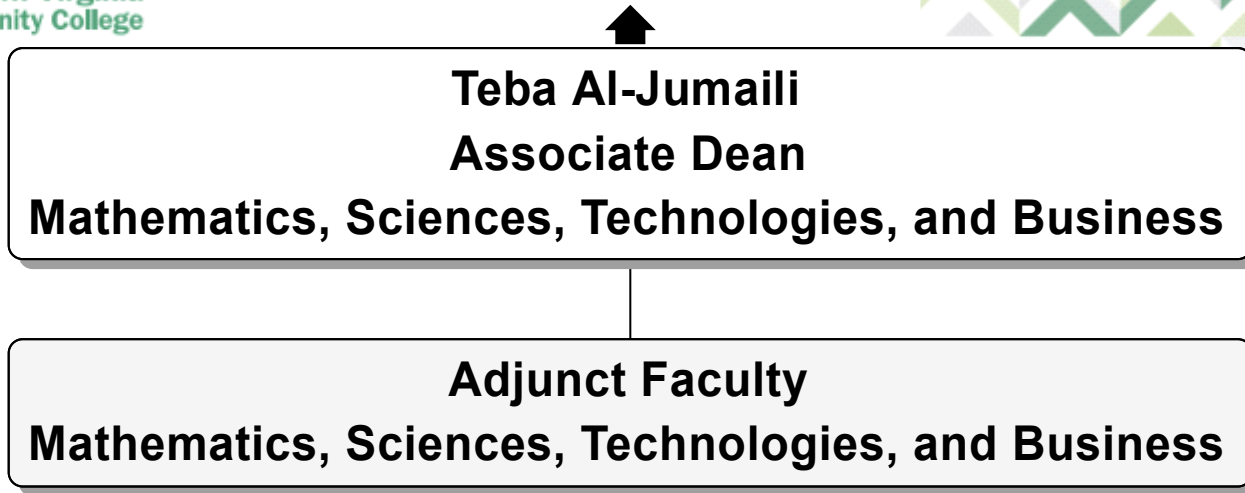 Virginia
nity College
Teba Al-Jumaili
Associate Dean
Mathematics, Sciences, Technologies, and Business
Adjunct Faculty
Mathematics, Sciences, Technologies, and Business